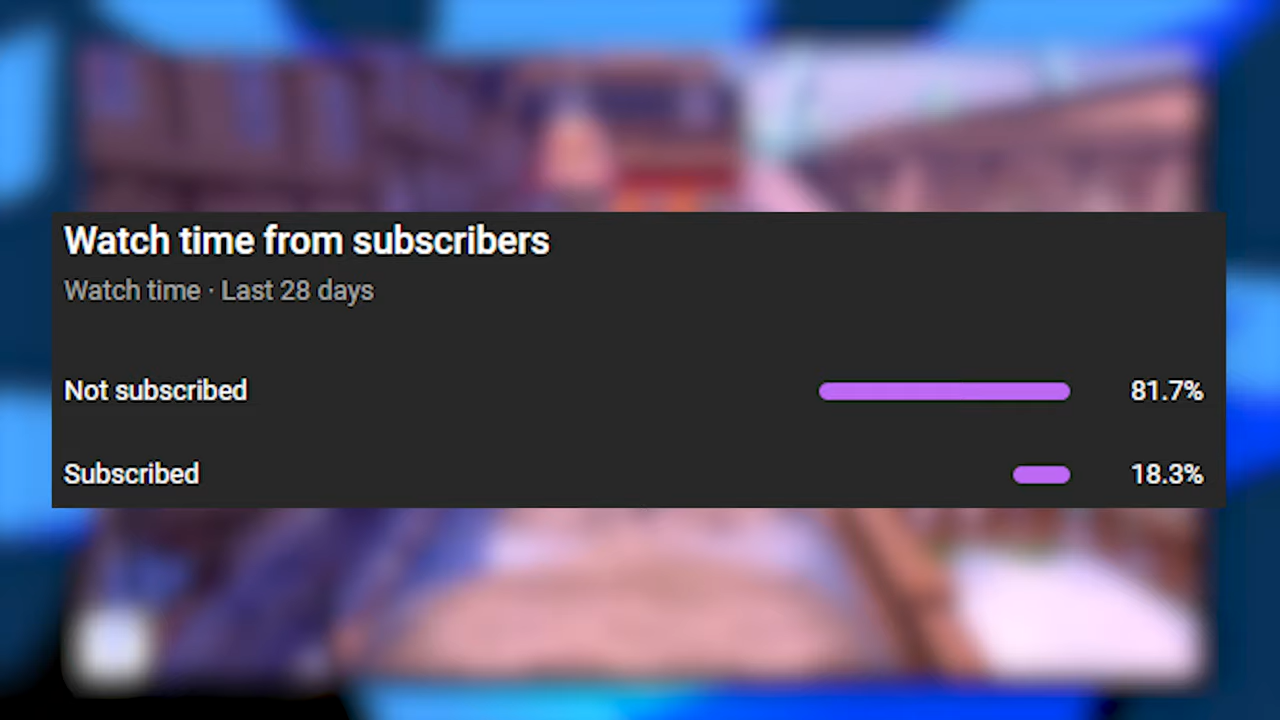 Watch time from subscribers
Watch time · Last 28 days
Not subscribed 81.7%
Subscribed 18.3%